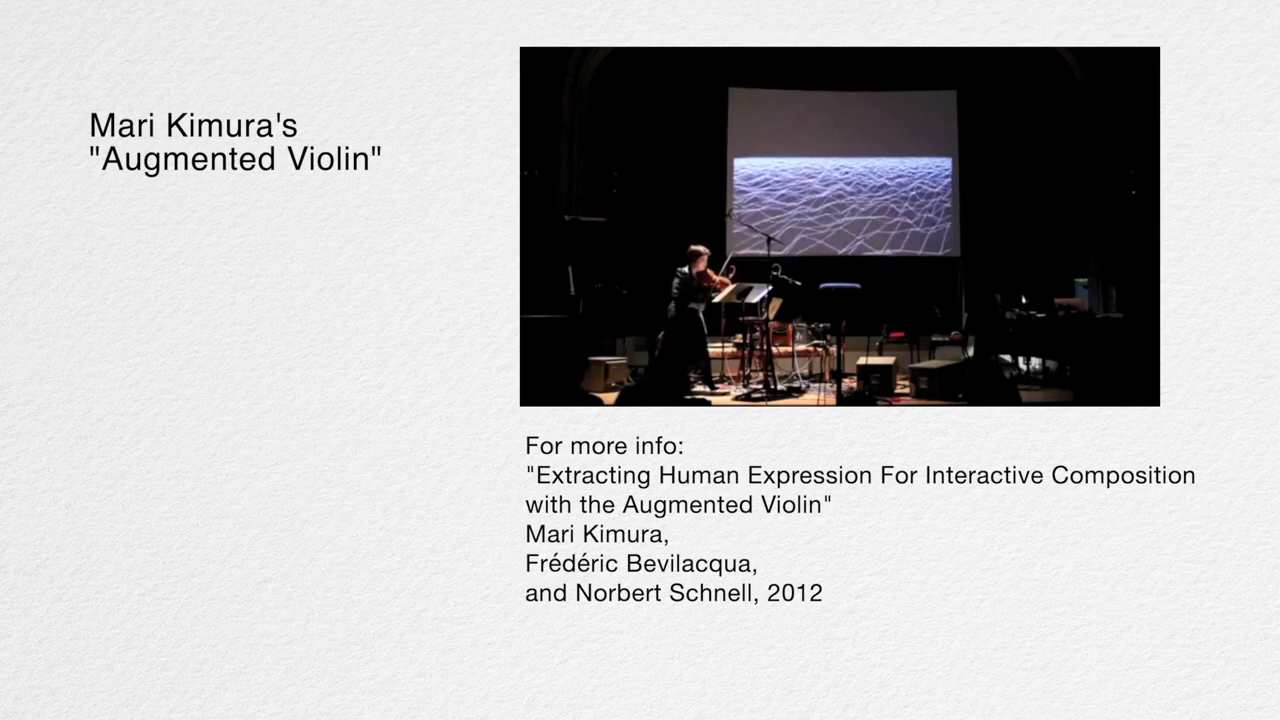 Mari Kimura's
"Augmented Violin"
For more info:
"Extracting Human Expression For Interactive Composition
with the Augmented Violin"
Mari Kimura,
Frédéric Bevilacqua,
and Norbert Schnell, 2012